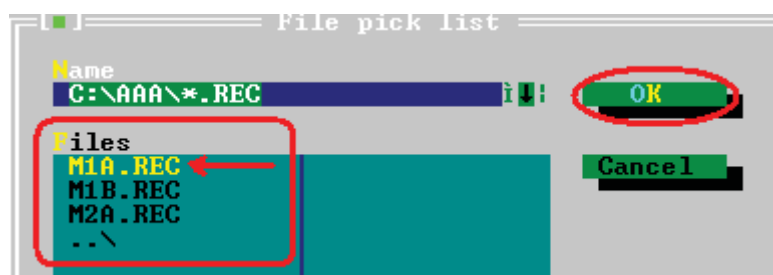 File pick list
Name
C:\AAA\*.REC
OK
Files
M1A.REC
Cancel
M1B.REC
M2A.REC
..\